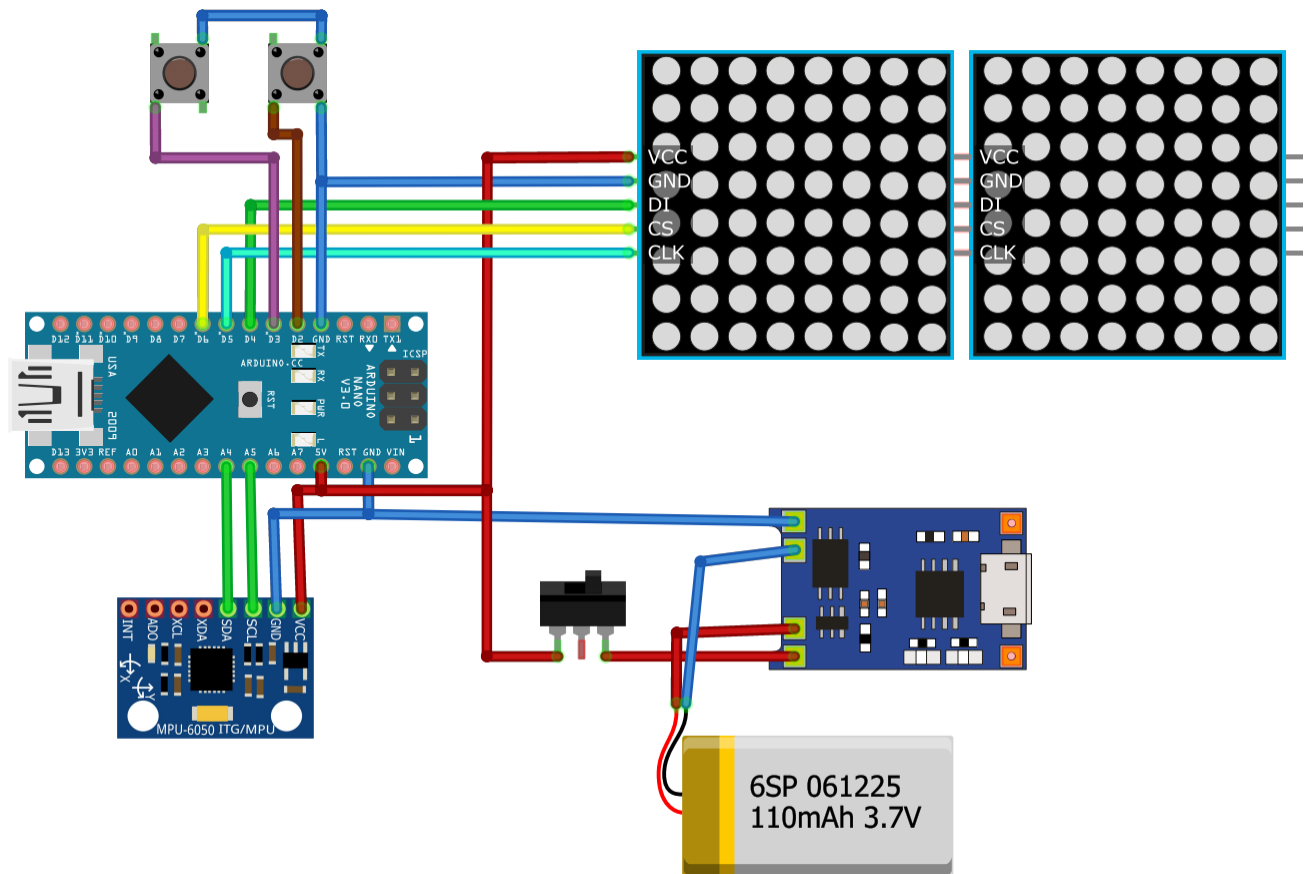 VCC
GND
DI
CS
CLK
VCC
GND
DI
CS
CLK
D12 D11 D10 D9 D8 D7 D6 D5 D4 D3 D2 GND RST RX0 TX1
USA
2009
ARDUINO.CC
RST
TX
RX
PWR
L
ARDUINO
NANO
V3.0
ICSP
1
D13 3V3 REF A0 A1 A2 A3 A4 A5 A6 A7 5V RST GND VIN
INT AD0 XCL XDA SDA SCL GND VCC
X
Y
MPU-6050 ITG/MPU
6SP 061225
110mAh 3.7V